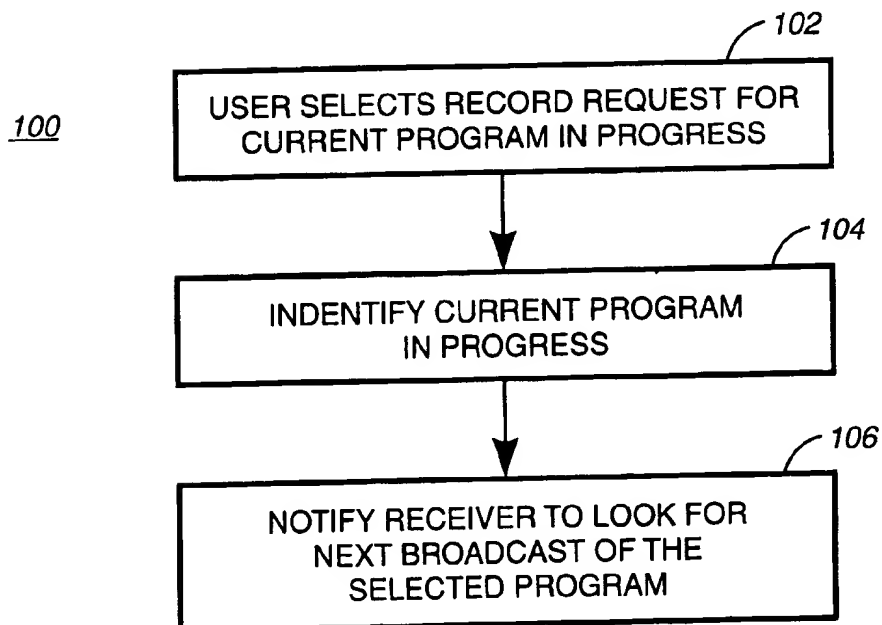 102
USER SELECTS RECORD REQUEST FOR
CURRENT PROGRAM IN PROGRESS
100
104
INDENTIFY CURRENT PROGRAM
IN PROGRESS
106
NOTIFY RECEIVER TO LOOK FOR
NEXT BROADCAST OF THE
SELECTED PROGRAM